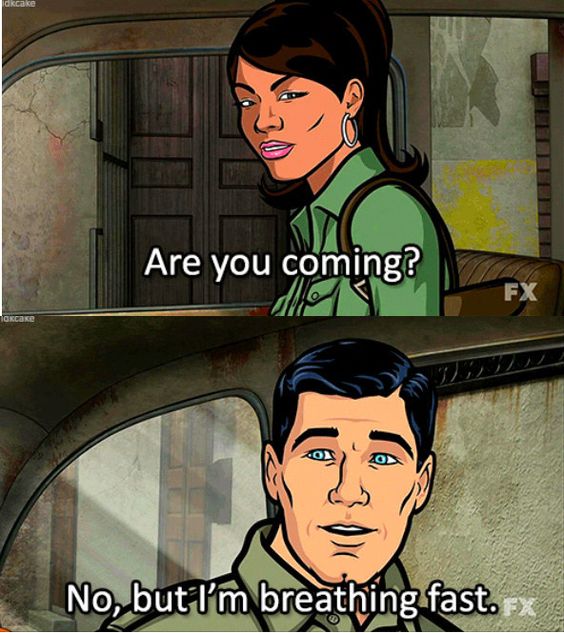 idkcake
Are you coming?
FX
idkcake
No, but I'm breathing fast.
FX